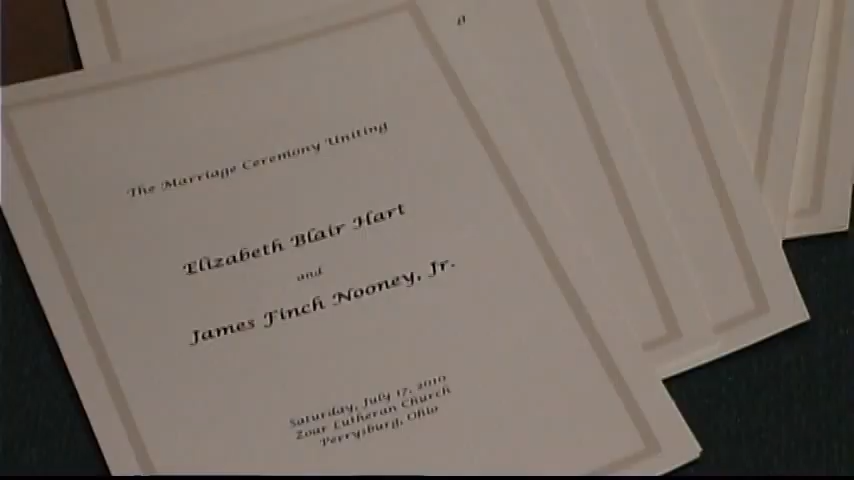 The Marriage Ceremony Uniting
Elizabeth Blair Hart
and
James Finch Nooney, Jr.
Saturday, July 17, 2010
Zoar Lutheran Church
Perrysburg, Ohio